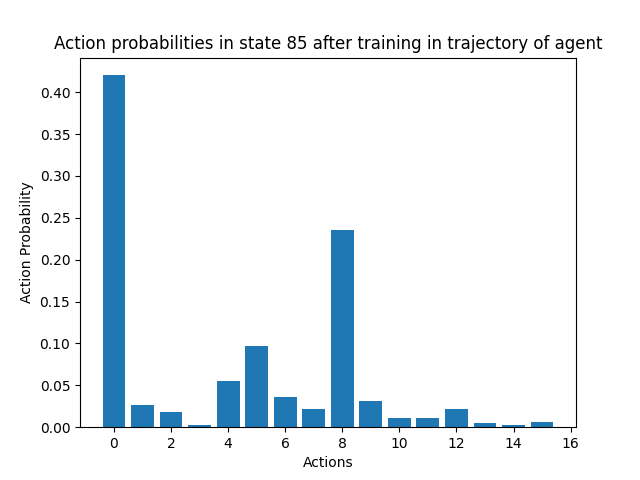 Action probabilities in state 85 after training in trajectory of agent
0.40
0.35
0.30
0.25
0.20
0.15
0.10
0.05
0.00
Action Probability
0 2 4 6 8 10 12 14 16
Actions